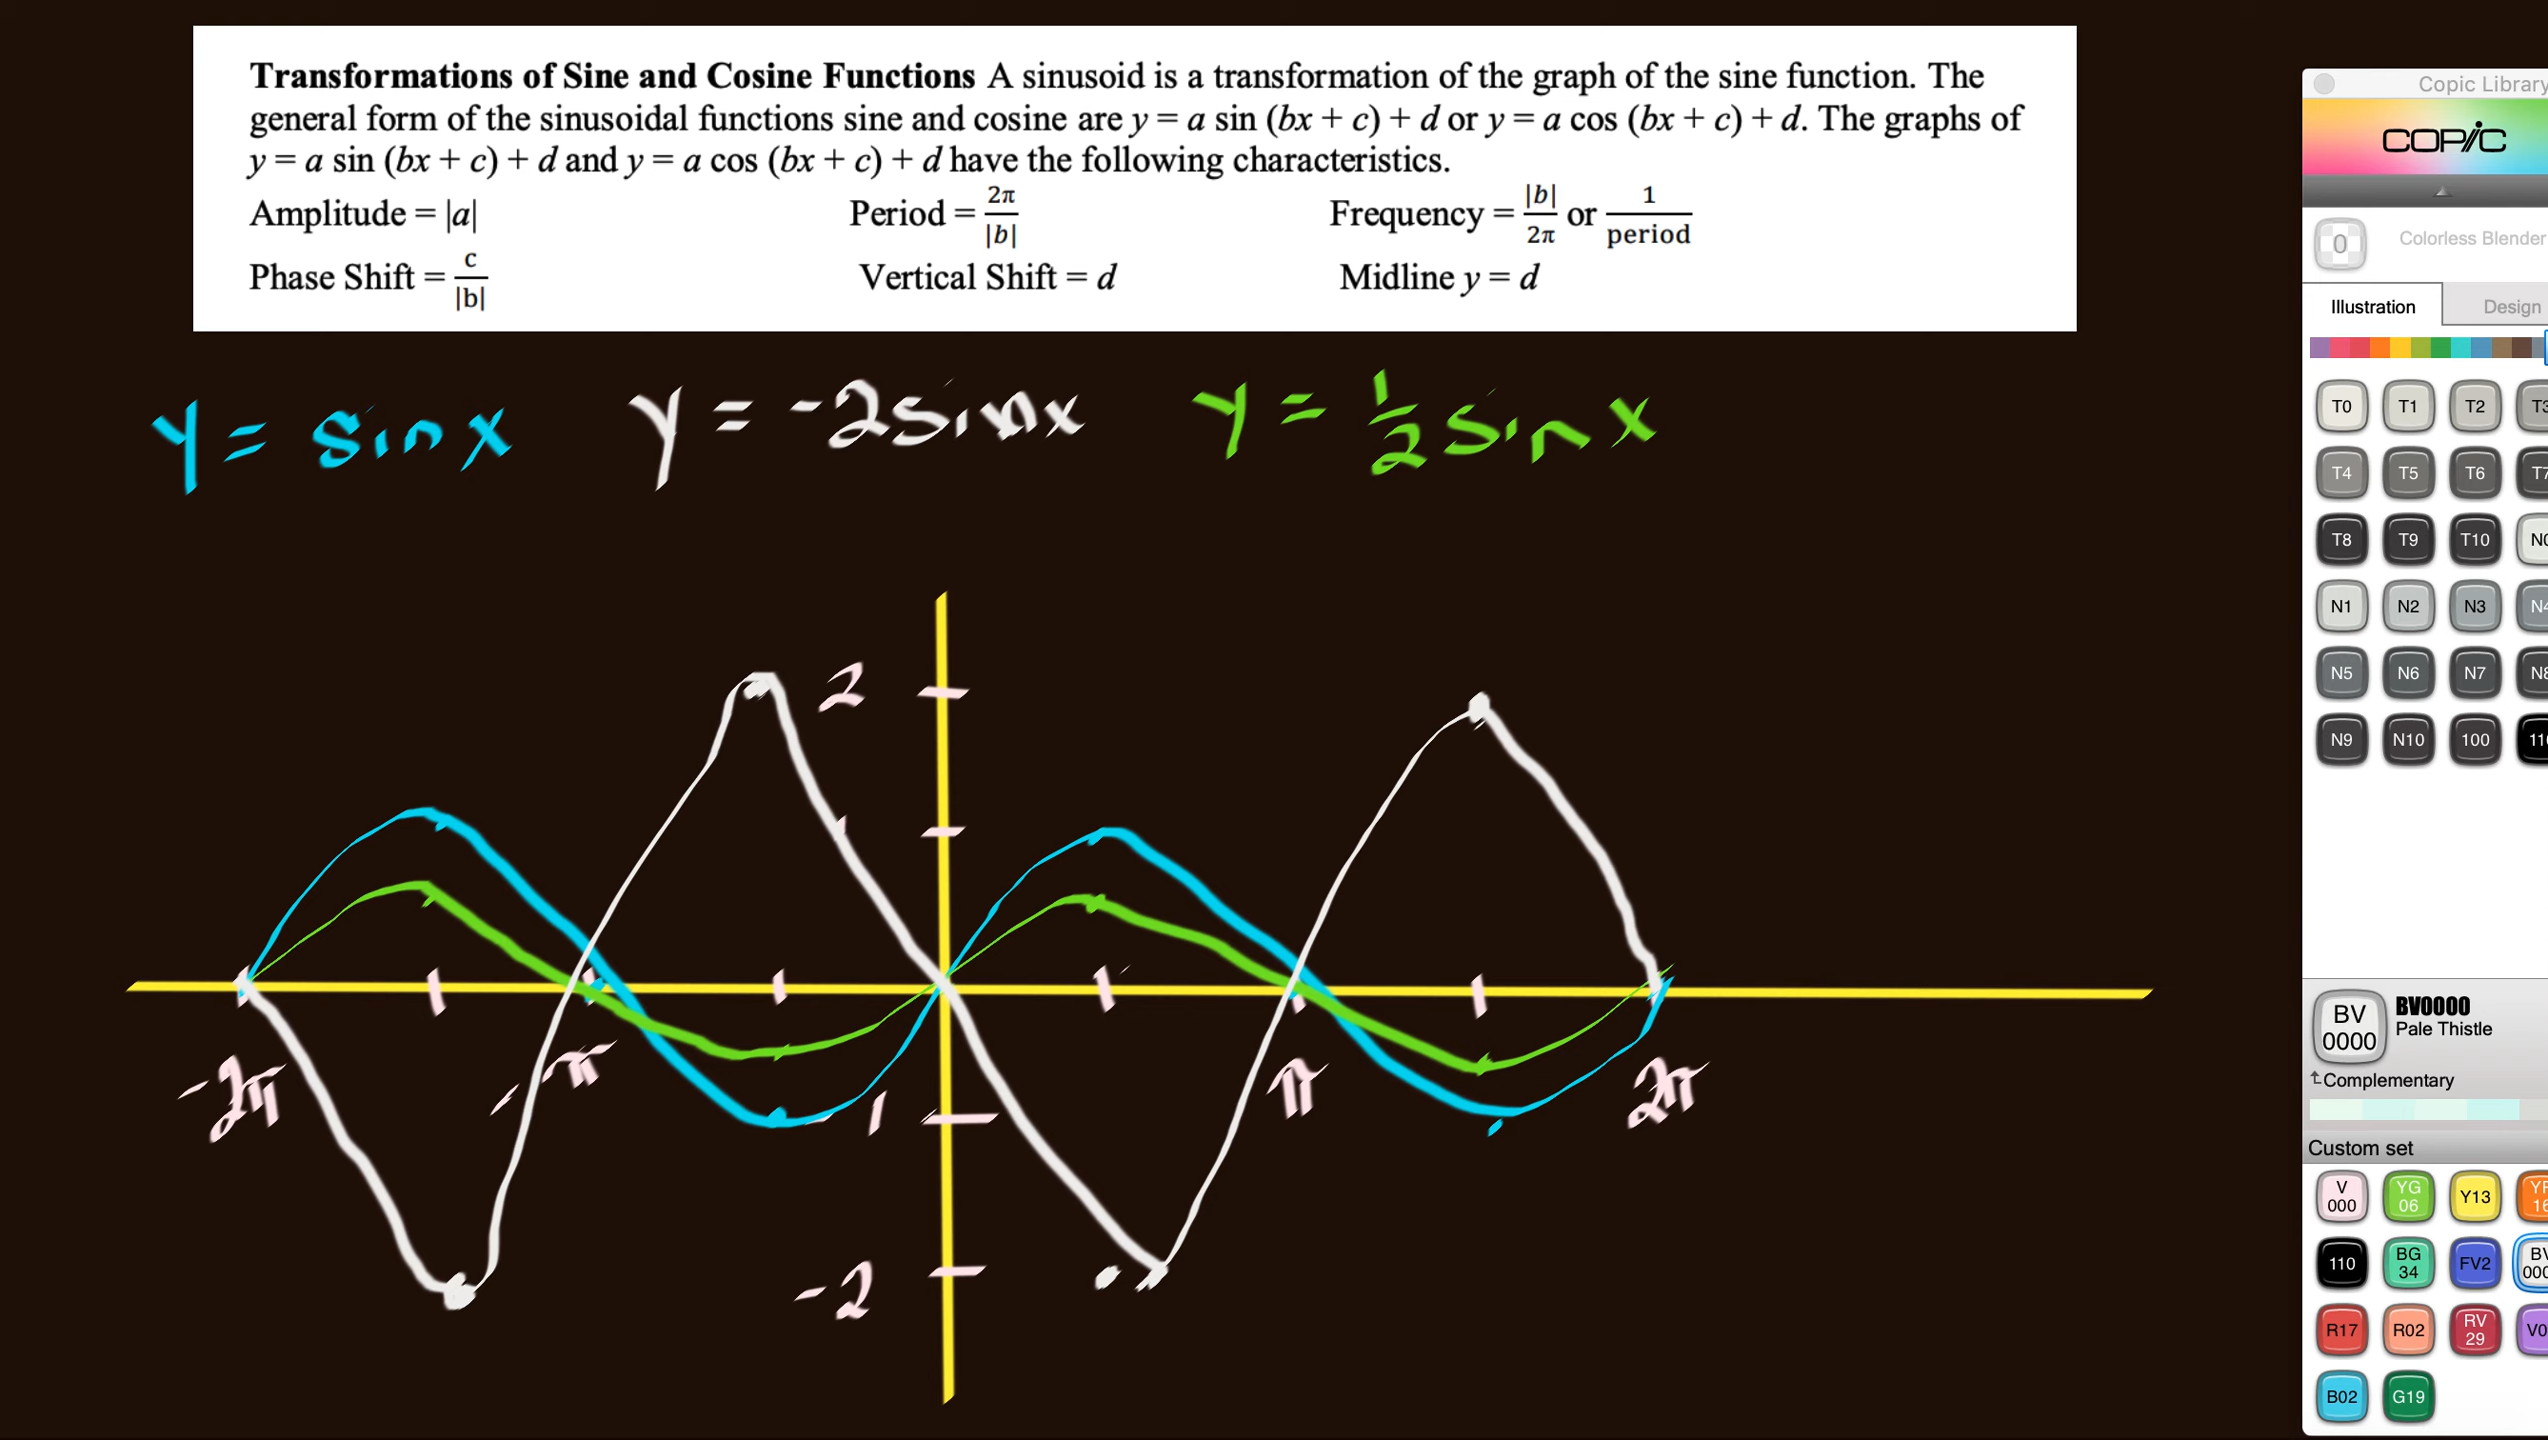 Transformations of Sine and Cosine Functions A sinusoid is a transformation of the graph of the sine function. The
general form of the sinusoidal functions sine and cosine are y = a sin (bx + c) + d or y = a cos (bx + c) + d. The graphs of
y = a sin (bx + c) + d and y = a cos (bx + c) + d have the following characteristics.
Amplitude = |a| Period = 2π/|b| Frequency = |b|/2π or 1/period
Phase Shift = c/|b| Vertical Shift = d Midline y = d
y = sin x y = -2 sin x y = 1/2 sin x
2
-2π -π π 2π
-1
-2
Copic Library
COPIC
0 Colorless Blender
Illustration Design
T0 T1 T2
T4 T5 T6
T8 T9 T10
N1 N2 N3
N5 N6 N7
N9 N10 100
BV 0000
BV0000
Pale Thistle
Complementary
Custom set
V 000 YG 06 Y13
110 BG 34 FV2
R17 R02 RV 29
B02 G19